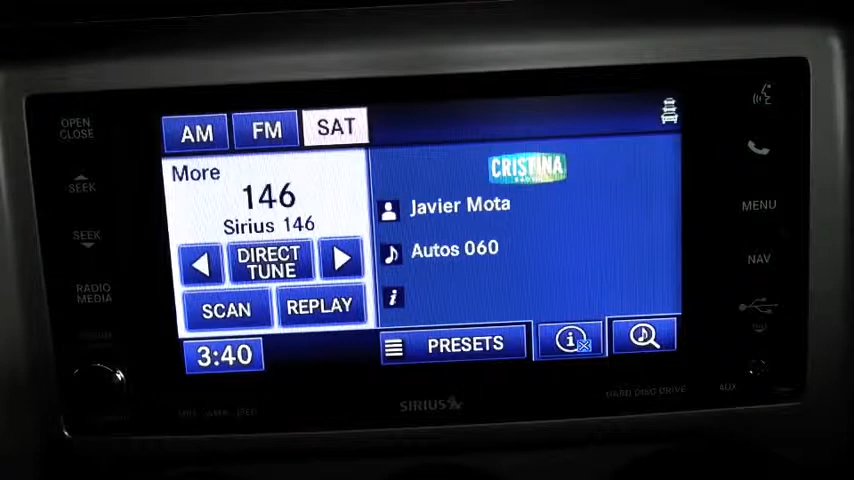 OPEN
CLOSE
SEEK
SEEK
RADIO
MEDIA
AM FM SAT
More
146
Sirius 146
DIRECT
TUNE
SCAN REPLAY
3:40
CRISTINA
RADIO
Javier Mota
Autos 060
PRESETS
MENU
NAV
AUX
HARD DISC DRIVE
SIRIUS